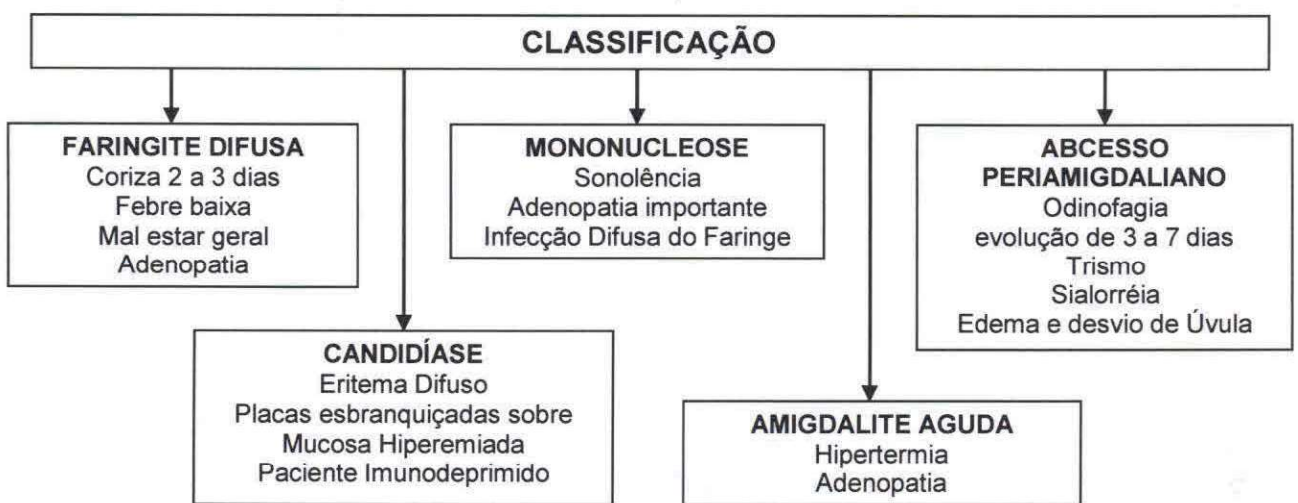 CLASSIFICAÇÃO
FARINGITE DIFUSA
Coriza 2 a 3 dias
Febre baixa
Mal estar geral
Adenopatia
MONONUCLEOSE
Sonolência
Adenopatia importante
Infecção Difusa do Faringe
ABCESSO
PERIAMIGDALIANO
Odinofagia
evolução de 3 a 7 dias
Trismo
Sialorréia
Edema e desvio de Úvula
CANDIDÍASE
Eritema Difuso
Placas esbranquiçadas sobre
Mucosa Hiperemiada
Paciente Imunodeprimido
AMIGDALITE AGUDA
Hipertermia
Adenopatia